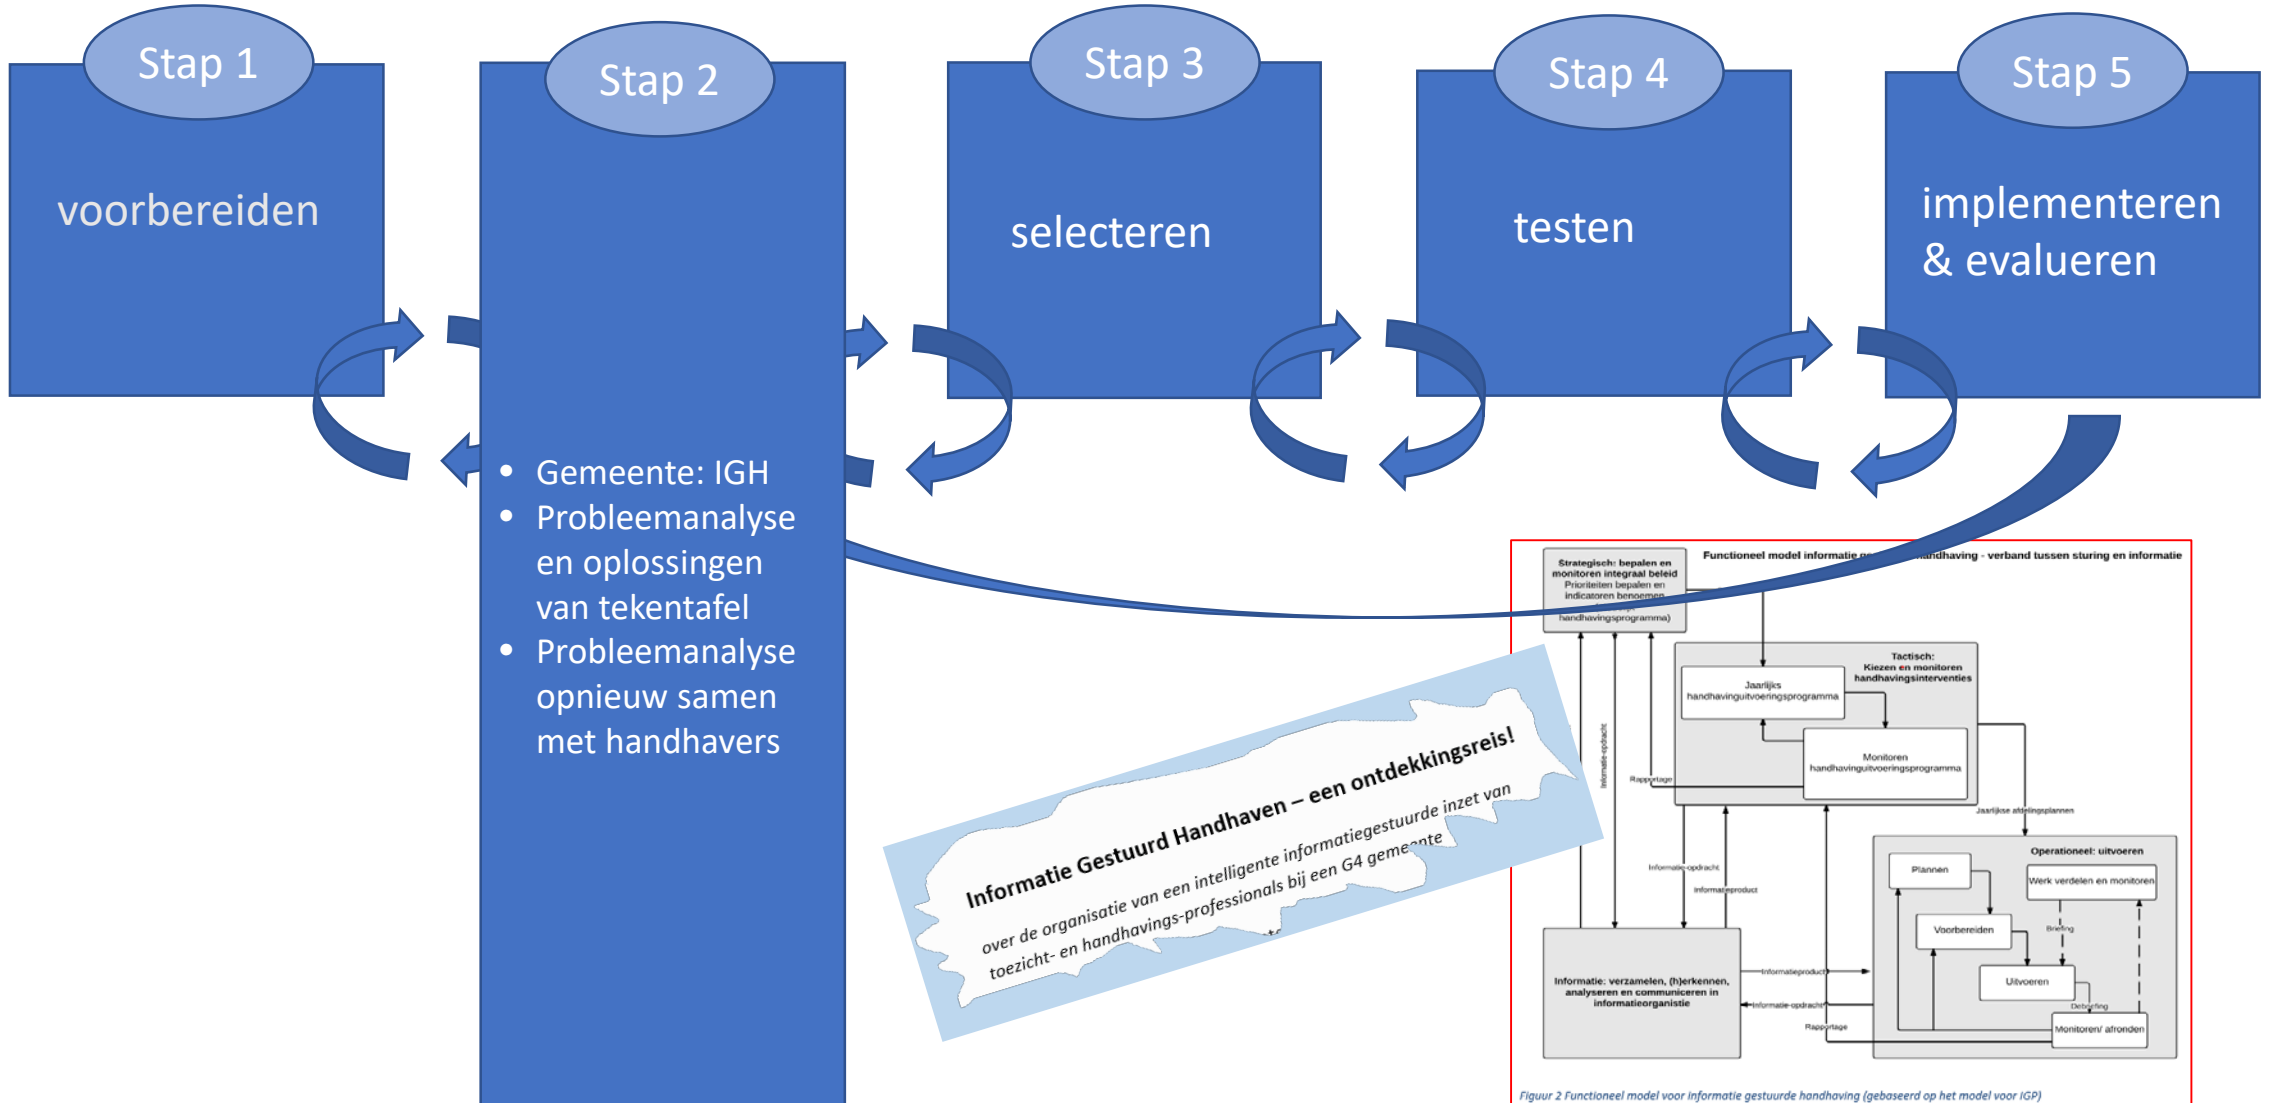 Stap 1
voorbereiden
Stap 2
• Gemeente: IGH
• Probleemanalyse
en oplossingen
van tekentafel
• Probleemanalyse
opnieuw samen
met handhavers
Stap 3
selecteren
Stap 4
testen
Stap 5
implementeren
& evalueren
Informatie Gestuurd Handhaven – een ontdekkingsreis!
over de organisatie van een intelligente informatiegestuurde inzet van
toezicht- en handhavings-professionals bij een G4 gemeente
Functioneel model informatie handhaving - verband tussen sturing en informatie
Strategisch: bepalen en
monitoren integraal beleid
Prioriteiten bepalen en
indicatoren benoemen
handhavingsprogramma)
Tactisch:
Kiezen en monitoren
handhavingsinterventies
Jaarlijks
handhavinguitvoeringsprogramma
Monitoren
handhavinguitvoeringsprogramma
Informatie-opdracht
Rapportage
Jaarlijkse afdelingsplannen
Informatie-opdracht
Informatieproduct
Operationeel: uitvoeren
Plannen
Werk verdelen en monitoren
Voorbereiden
Briefing
Uitvoeren
Debriefing
Monitoren/ afronden
Informatie: verzamelen, (h)erkennen,
analyseren en communiceren in
informatieorganistie
Informatieproduct
Informatie-opdracht
Rapportage
Figuur 2 Functioneel model voor informatie gestuurde handhaving (gebaseerd op het model voor IGP)